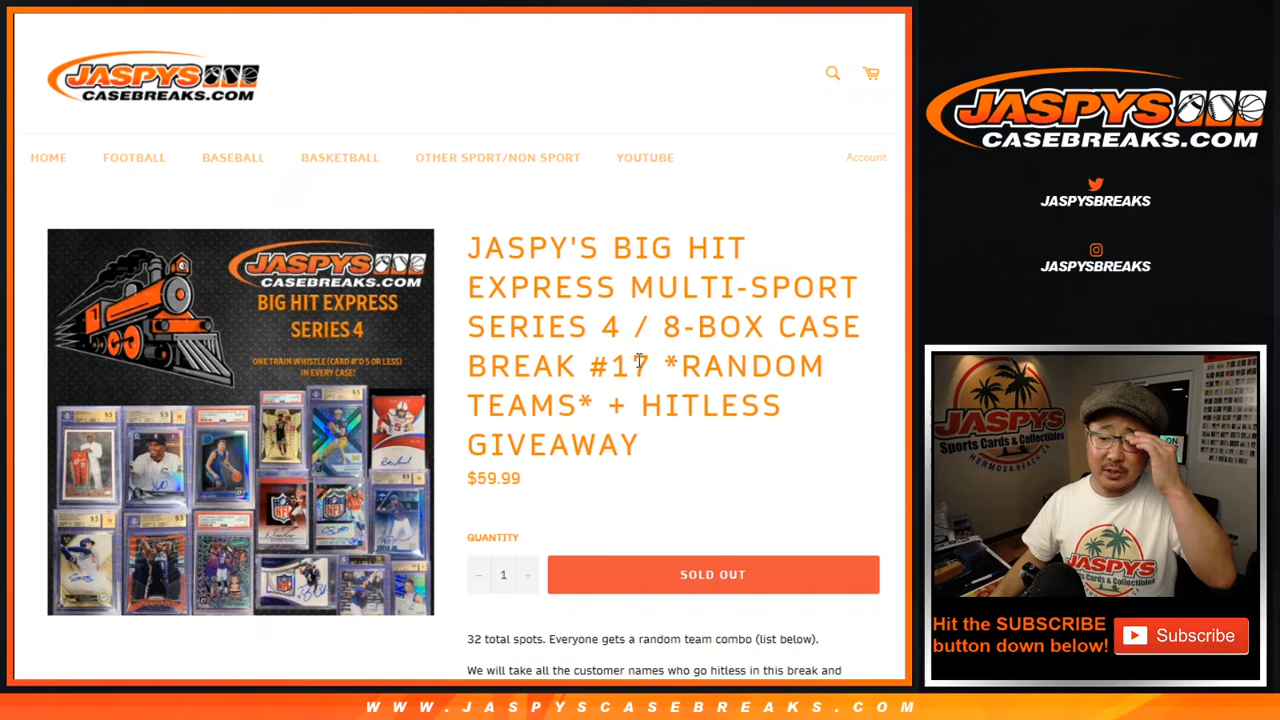 JASPYS
CASEBREAKS.COM
HOME FOOTBALL BASEBALL BASKETBALL OTHER SPORT/NON SPORT YOUTUBE Account
JASPYS
CASEBREAKS.COM
BIG HIT EXPRESS
SERIES 4
ONE TRAIN WHISTLE (CARD #'D 5 OR LESS)
IN EVERY CASE!
JASPY'S BIG HIT
EXPRESS MULTI-SPORT
SERIES 4 / 8-BOX CASE
BREAK #17 *RANDOM
TEAMS* + HITLESS
GIVEAWAY
$59.99
QUANTITY
− 1 +
SOLD OUT
32 total spots. Everyone gets a random team combo (list below).
We will take all the customer names who go hitless in this break and
JASPYS
CASEBREAKS.COM
JASPYSBREAKS
JASPYSBREAKS
JASPYS
Sports Cards & Collectibles
HERMOSA BEACH,
Hit the SUBSCRIBE
button down below!
Subscribe
WWW.JASPYSCASEBREAKS.COM